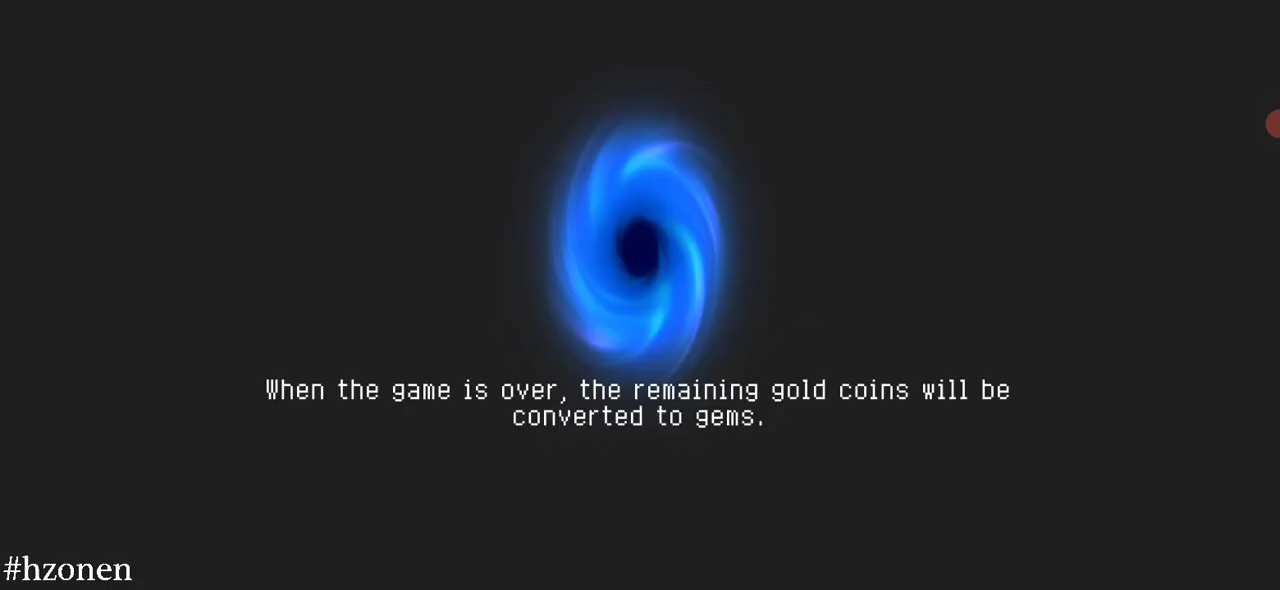 When the game is over, the remaining gold coins will be
converted to gems.
#hzonen